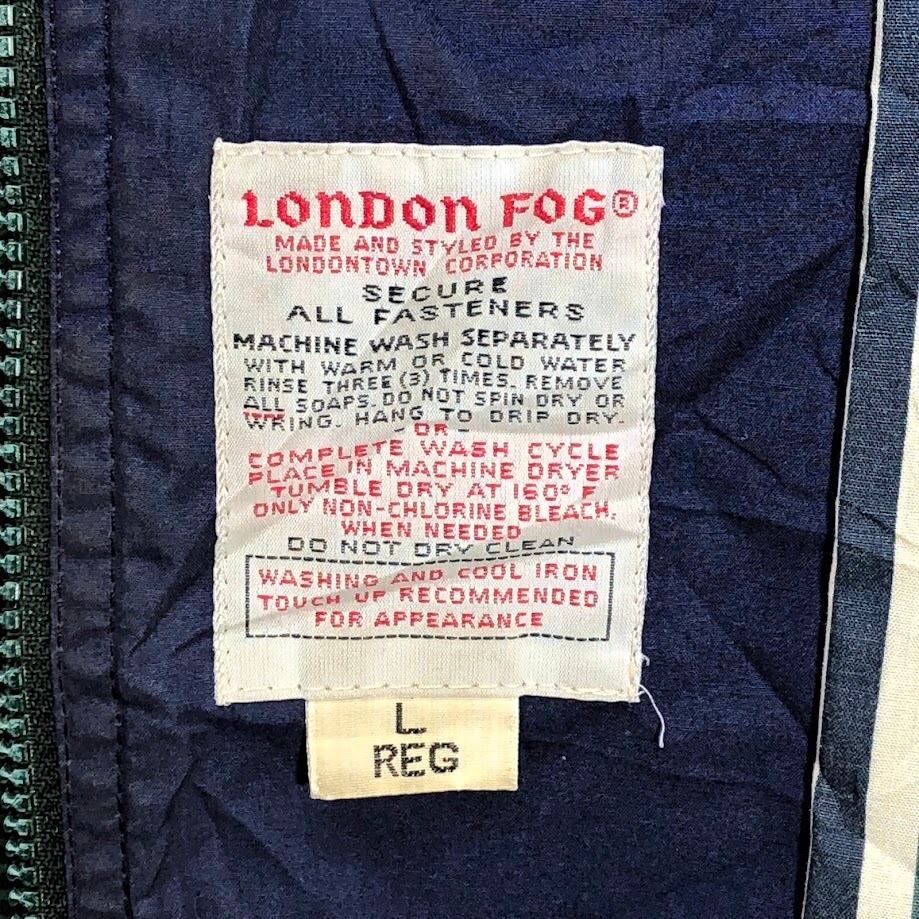 LONDON FOG®
MADE AND STYLED BY THE
LONDONTOWN CORPORATION
SECURE
ALL FASTENERS
MACHINE WASH SEPARATELY
WITH WARM OR COLD WATER
RINSE THREE (3) TIMES. REMOVE
ALL SOAPS. DO NOT SPIN DRY OR
WRING. HANG TO DRIP DRY.
- OR -
COMPLETE WASH CYCLE
PLACE IN MACHINE DRYER
TUMBLE DRY AT 160° F
ONLY NON-CHLORINE BLEACH,
WHEN NEEDED
DO NOT DRY CLEAN
WASHING AND COOL IRON
TOUCH UP RECOMMENDED
FOR APPEARANCE
L
REG